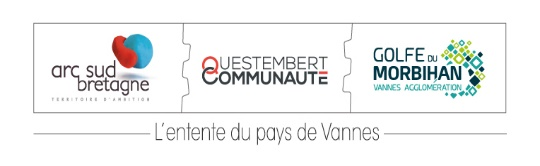 arc sud
bretagne
TERRITOIRE D'AMBITION
QUESTEMBERT
COMMUNAUTÉ
GOLFE DU
MORBIHAN
VANNES AGGLOMÉRATION
L'entente du pays de Vannes